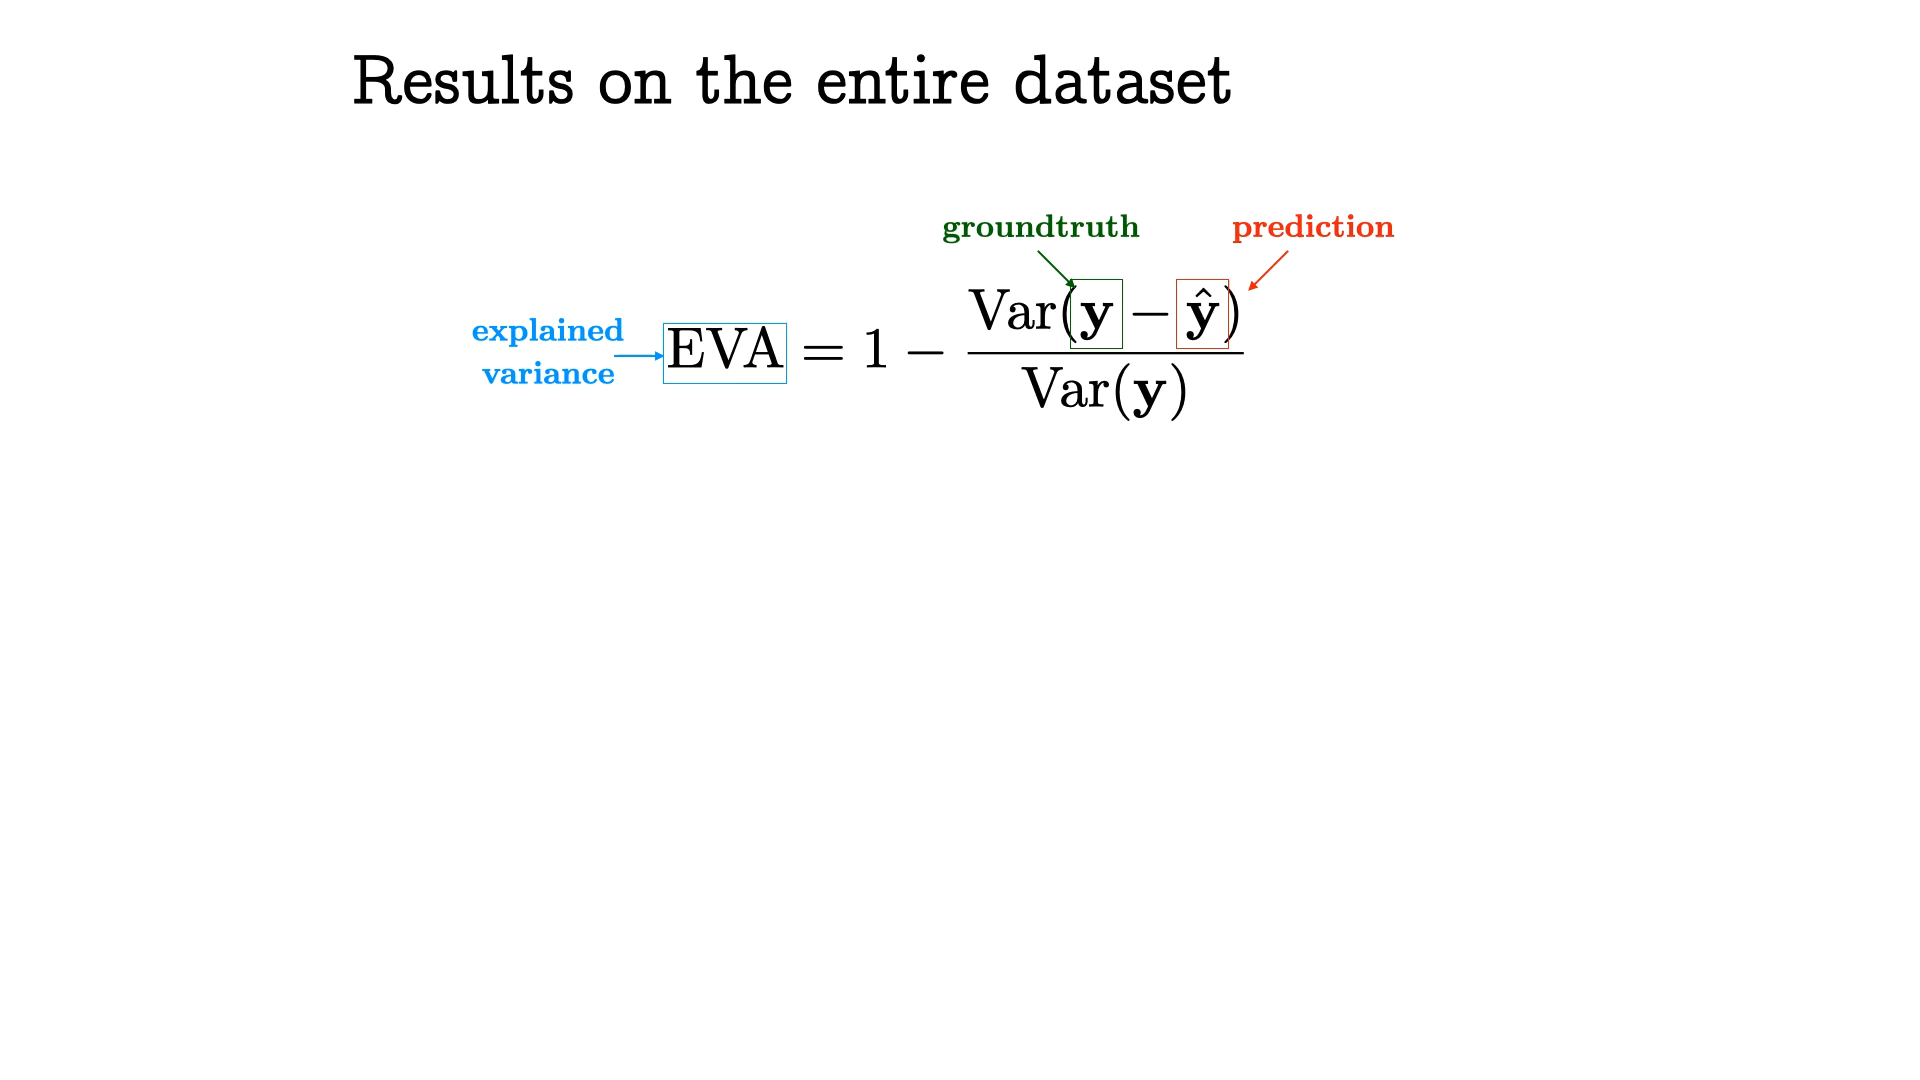 Results on the entire dataset
groundtruth
prediction
explained
variance
EVA = 1 − Var(y − ŷ) / Var(y)